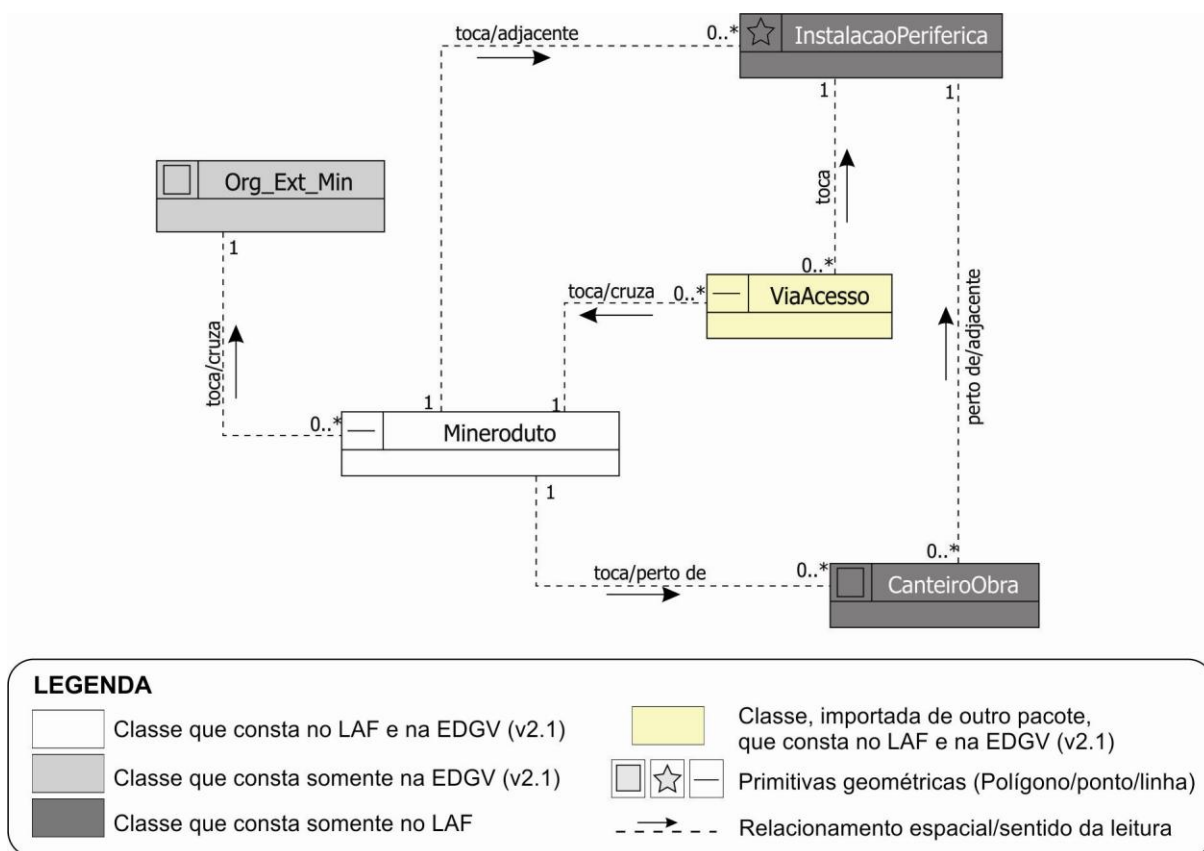 toca/adjacente
0..*
InstalacaoPeriferica
1
1
Org_Ext_Min
1
toca
0..*
toca/cruza
0..*
ViaAcesso
toca/cruza
perto de/adjacente
0..*
1
1
Mineroduto
1
0..*
toca/perto de
0..*
CanteiroObra
LEGENDA
Classe que consta no LAF e na EDGV (v2.1)
Classe que consta somente na EDGV (v2.1)
Classe que consta somente no LAF
Classe, importada de outro pacote,
que consta no LAF e na EDGV (v2.1)
Primitivas geométricas (Polígono/ponto/linha)
Relacionamento espacial/sentido da leitura